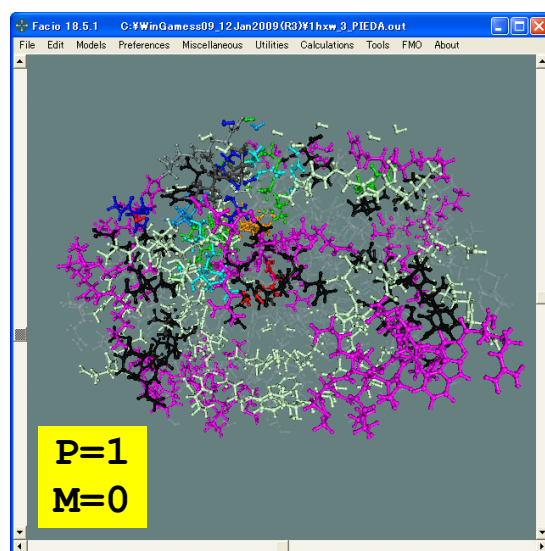 Facio 18.5.1 C:¥WinGamess09_12Jan2009(R3)¥1hxw_3_PIEDA.out
File Edit Models Preferences Miscellaneous Utilities Calculations Tools FMO About
P=1
M=0